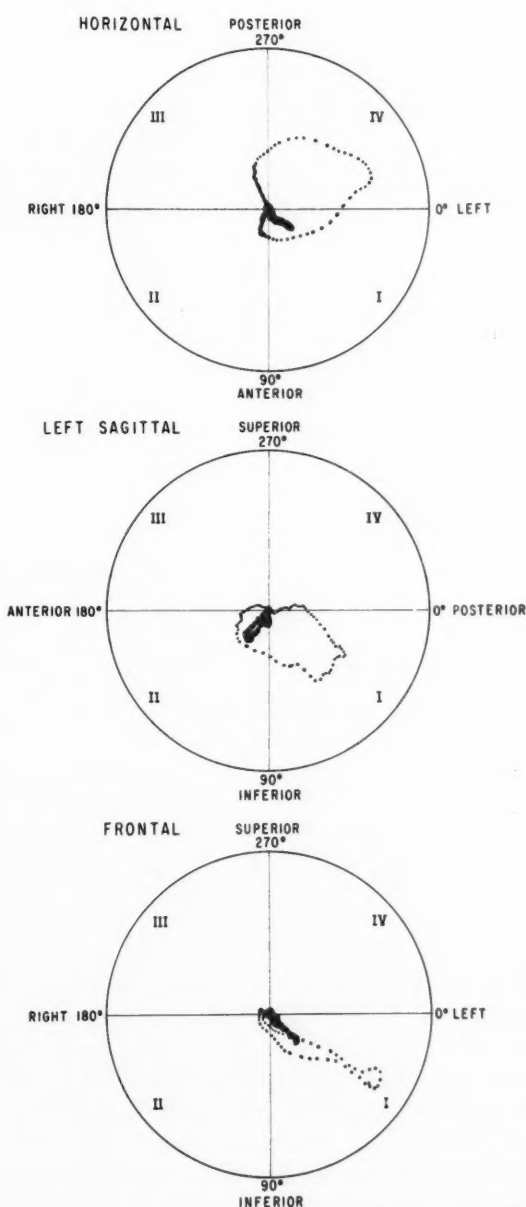 HORIZONTAL
POSTERIOR
270°
III
IV
RIGHT 180°
0° LEFT
II
I
90°
ANTERIOR
LEFT SAGITTAL
SUPERIOR
270°
III
IV
ANTERIOR 180°
0° POSTERIOR
II
I
90°
INFERIOR
FRONTAL
SUPERIOR
270°
III
IV
RIGHT 180°
0° LEFT
II
I
90°
INFERIOR